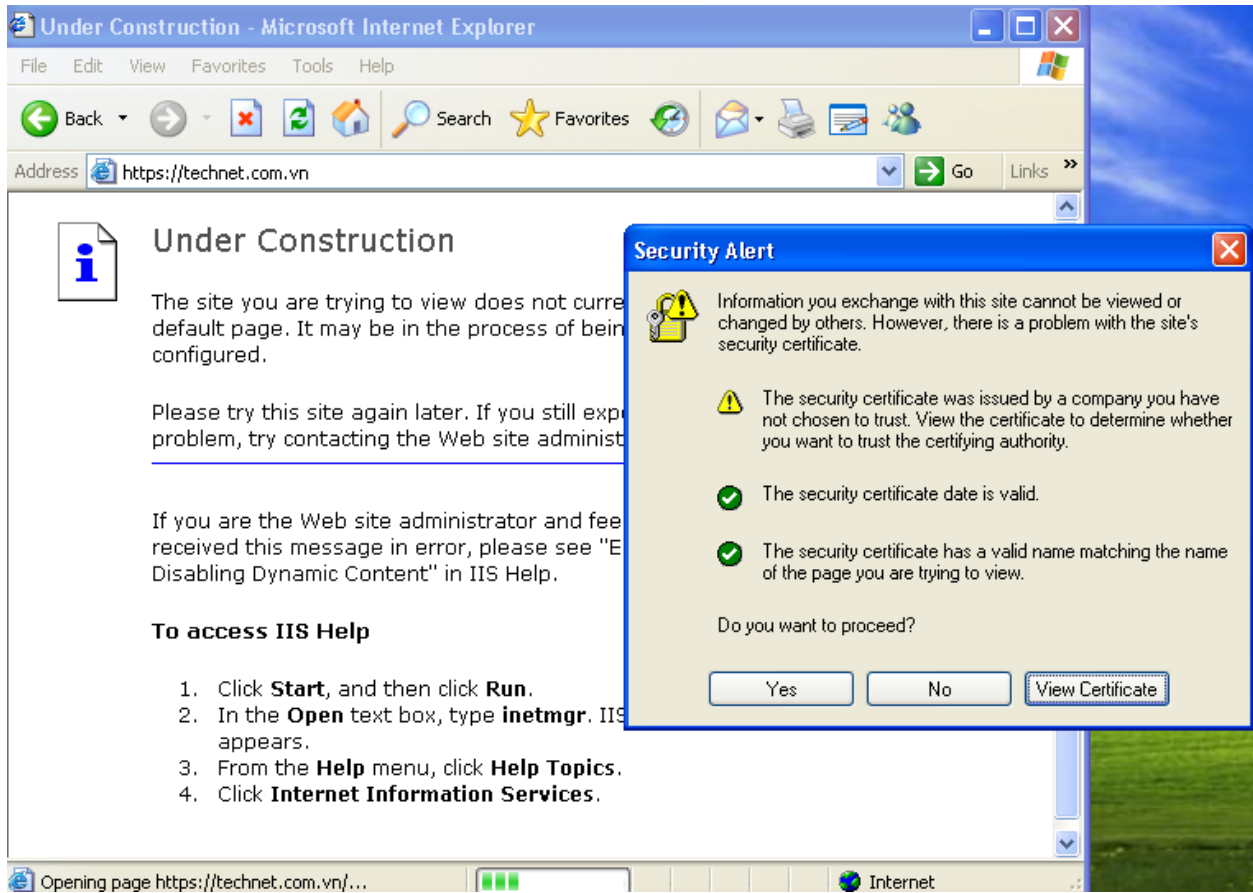 Under Construction - Microsoft Internet Explorer
File Edit View Favorites Tools Help
Back Search Favorites
Address https://technet.com.vn Go Links »
Under Construction
The site you are trying to view does not curre
default page. It may be in the process of bein
configured.
Please try this site again later. If you still exp
problem, try contacting the Web site administ
If you are the Web site administrator and fee
received this message in error, please see "E
Disabling Dynamic Content" in IIS Help.
To access IIS Help
1. Click Start, and then click Run.
2. In the Open text box, type inetmgr. IIS
appears.
3. From the Help menu, click Help Topics.
4. Click Internet Information Services.
Security Alert
Information you exchange with this site cannot be viewed or
changed by others. However, there is a problem with the site's
security certificate.
The security certificate was issued by a company you have
not chosen to trust. View the certificate to determine whether
you want to trust the certifying authority.
The security certificate date is valid.
The security certificate has a valid name matching the name
of the page you are trying to view.
Do you want to proceed?
Yes No View Certificate
Opening page https://technet.com.vn/... Internet